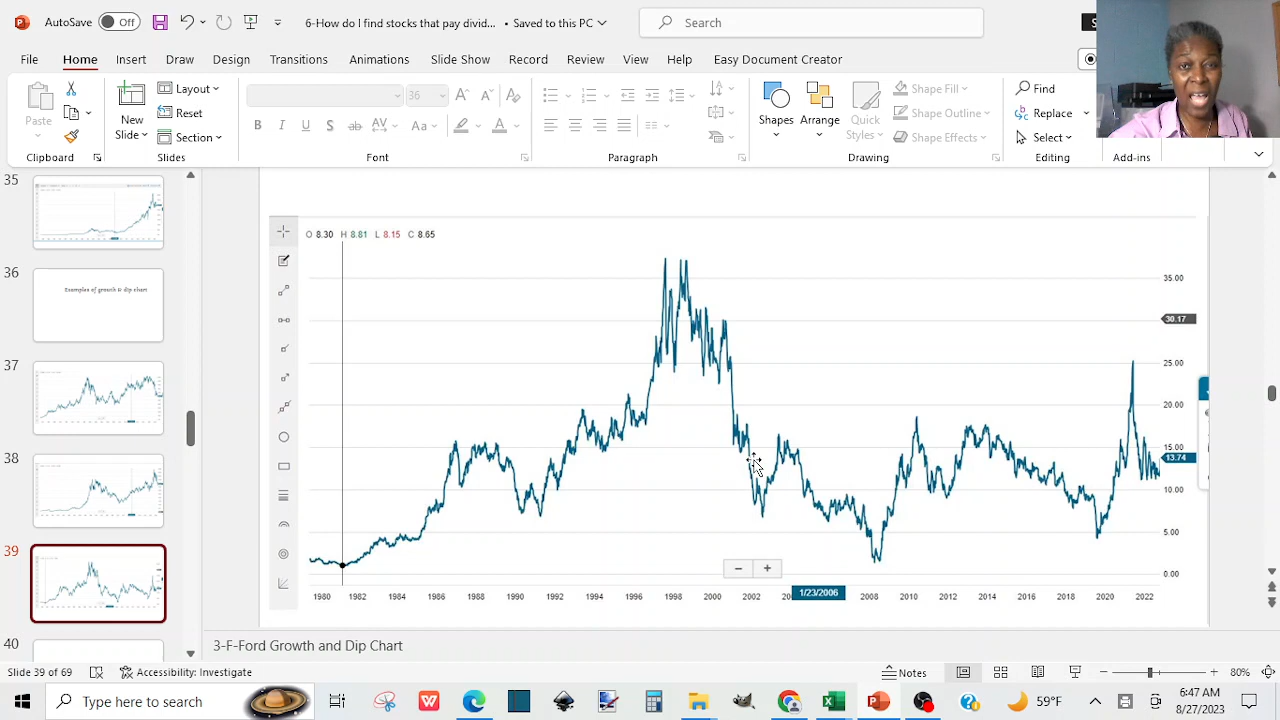 AutoSave Off 6-How do I find stocks that pay divid... • Saved to this PC Search
File Home Insert Draw Design Transitions Animations Slide Show Record Review View Help Easy Document Creator
Paste
Clipboard
New Slide
Layout
Reset
Section
Slides
36
B I U S ab AV Aa A
Font
Paragraph
Shapes
Arrange
Quick Styles
Shape Fill
Shape Outline
Shape Effects
Drawing
Find
Replace
Select
Editing
Add-ins
35
36
Examples of growth & dip chart
37
38
39
40
O 8.30 H 8.81 L 8.15 C 8.65
35.00
30.17
25.00
20.00
15.00
13.74
10.00
5.00
0.00
1980 1982 1984 1986 1988 1990 1992 1994 1996 1998 2000 2002 20 1/23/2006 2008 2010 2012 2014 2016 2018 2020 2022
3-F-Ford Growth and Dip Chart
Slide 39 of 69 Accessibility: Investigate Notes 80%
Type here to search
59°F
6:47 AM
8/27/2023